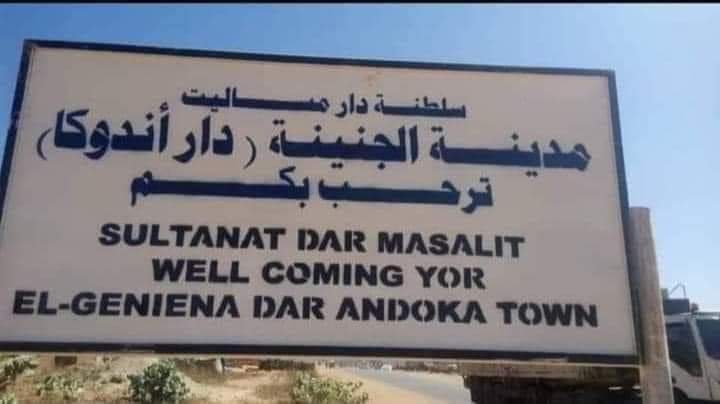 سلطنة دار مساليت
مدينة الجنينة (دار أندوكا)
ترحب بكم
SULTANAT DAR MASALIT
WELL COMING YOR
EL-GENIENA DAR ANDOKA TOWN